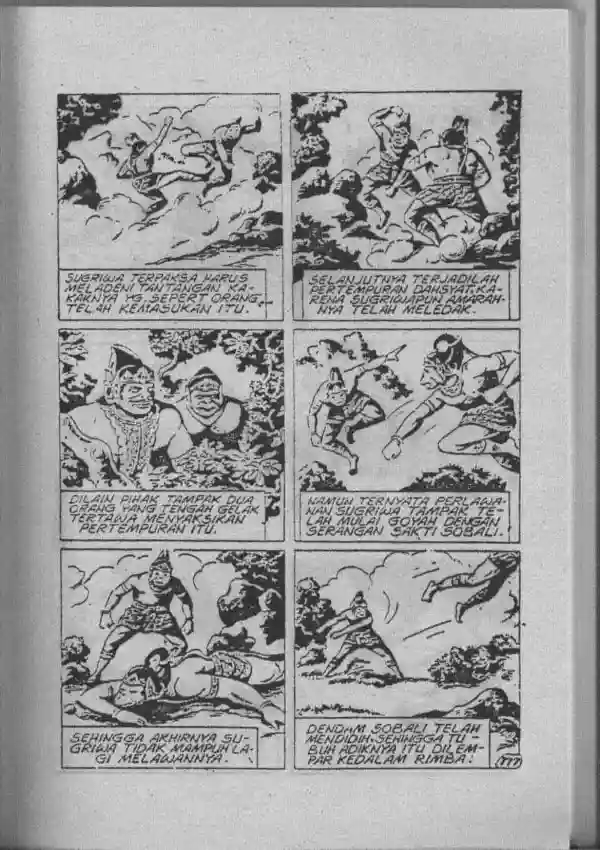 SUGRIWA TERPAKSA HARUS
MELADENI TANTANGAN KA-
KAKNYA YG. SEPERT ORANG
TELAH KEMASUKAN ITU.
SELANJUTNYA TERJADILAH
PERTEMPURAN DAHSYAT. KA-
RENA SUGRIWAPUN AMARAH-
NYA TELAH MELEDAK.
DILAIN PIHAK TAMPAK DUA
ORANG YANG TENGAH GELAK
TERTAWA MENYAKSIKAN
PERTEMPURAN ITU.
NAMUN TERNYATA PERLAWA-
NAN SUGRIWA TAMPAK TE-
LAH MULAI GOYAH DENGAN
SERANGAN SAKTI SOBALI.
SEHINGGA AKHIRNYA SU-
GRIWA TIDAK MAMPUH LA-
GI MELAWANNYA.
DENDAM SOBALI TELAH
MENDIDIH. SEHINGGA TU-
BUH ADIKNYA ITU DILEM-
PAR KEDALAM RIMBA.